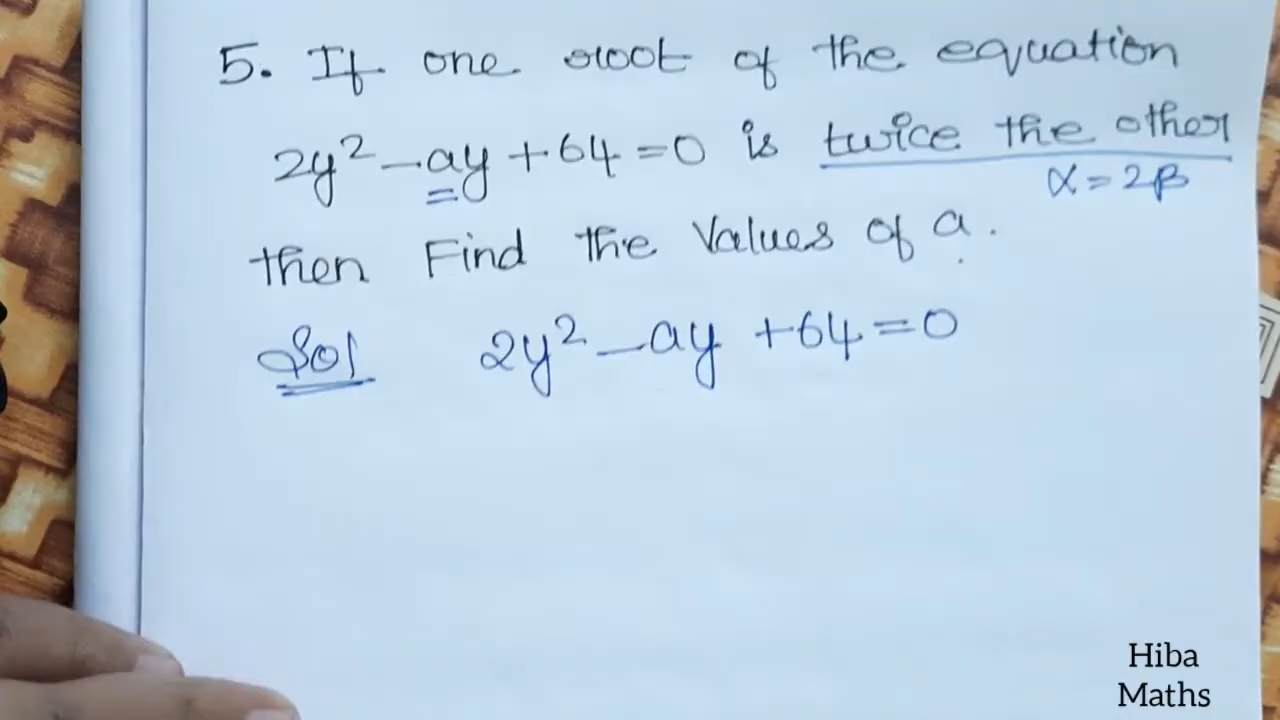 5. If one root of the equation
2y² - ay + 64 = 0 is twice the other
α = 2β
then Find the Values of a.
Sol 2y² - ay + 64 = 0
Hiba
Maths